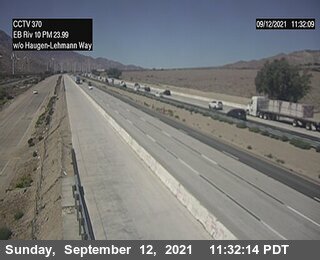 CCTV 370
EB Riv 10 PM 23.99
w/o Haugen-Lehmann Way
09/12/2021 11:32:09
Sunday, September 12, 2021 11:32:14 PDT